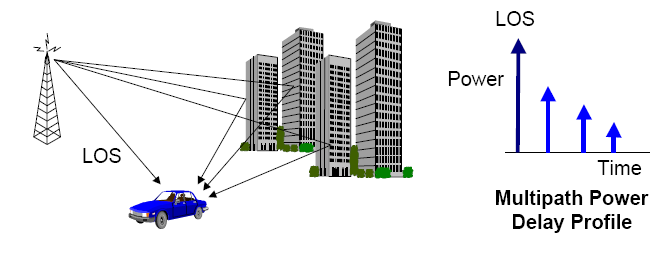 LOS
LOS
Power
Time
Multipath Power
Delay Profile